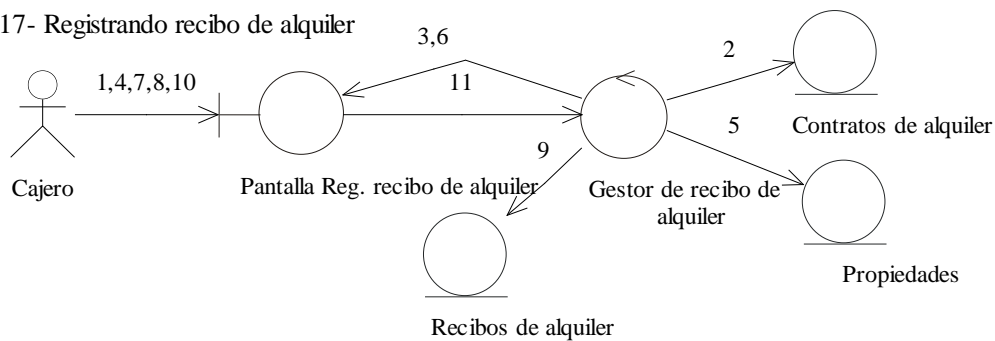 17- Registrando recibo de alquiler
3,6
2
1,4,7,8,10
11
5
9
Contratos de alquiler
Cajero
Pantalla Reg. recibo de alquiler
Gestor de recibo de
alquiler
Propiedades
Recibos de alquiler